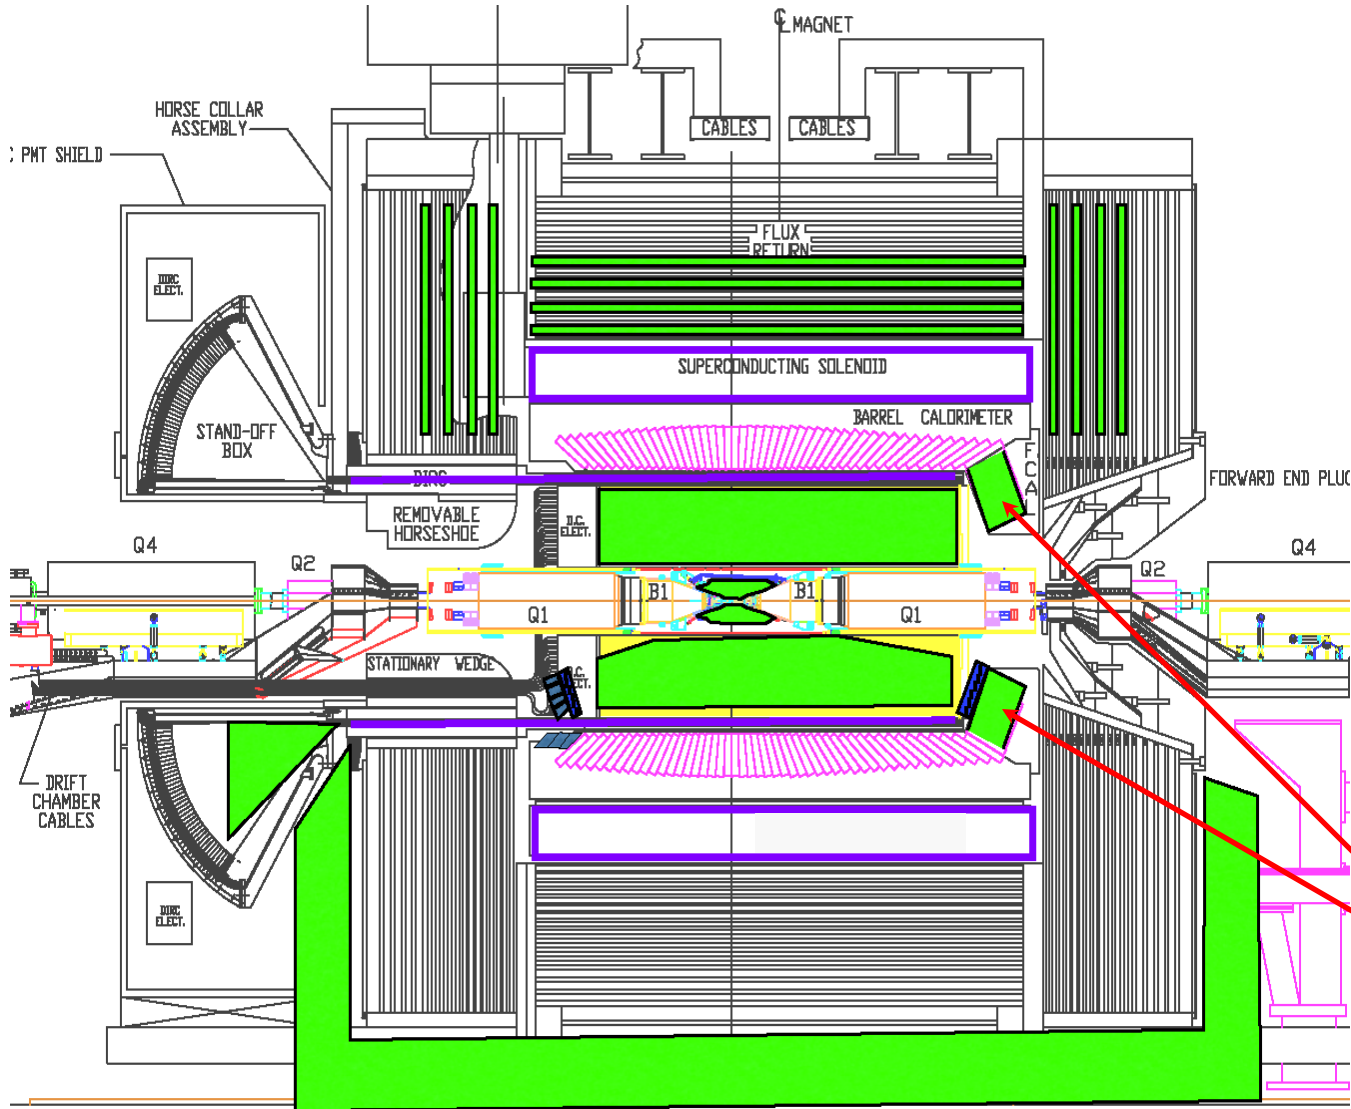 ℄ MAGNET
HORSE COLLAR
ASSEMBLY
CABLES
CABLES
C PMT SHIELD
FLUX
RETURN
DIRC
ELECT.
SUPERCONDUCTING SOLENOID
BARREL CALORIMETER
STAND-OFF
BOX
F.
C
A
L
DIRC
FORWARD END PLUG
REMOVABLE
HORSESHOE
D.C.
ELECT.
Q4
Q2
Q2
Q4
B1
B1
Q1
Q1
STATIONARY WEDGE
D.C.
ELECT.
DRIFT
CHAMBER
CABLES
DIRC
ELECT.